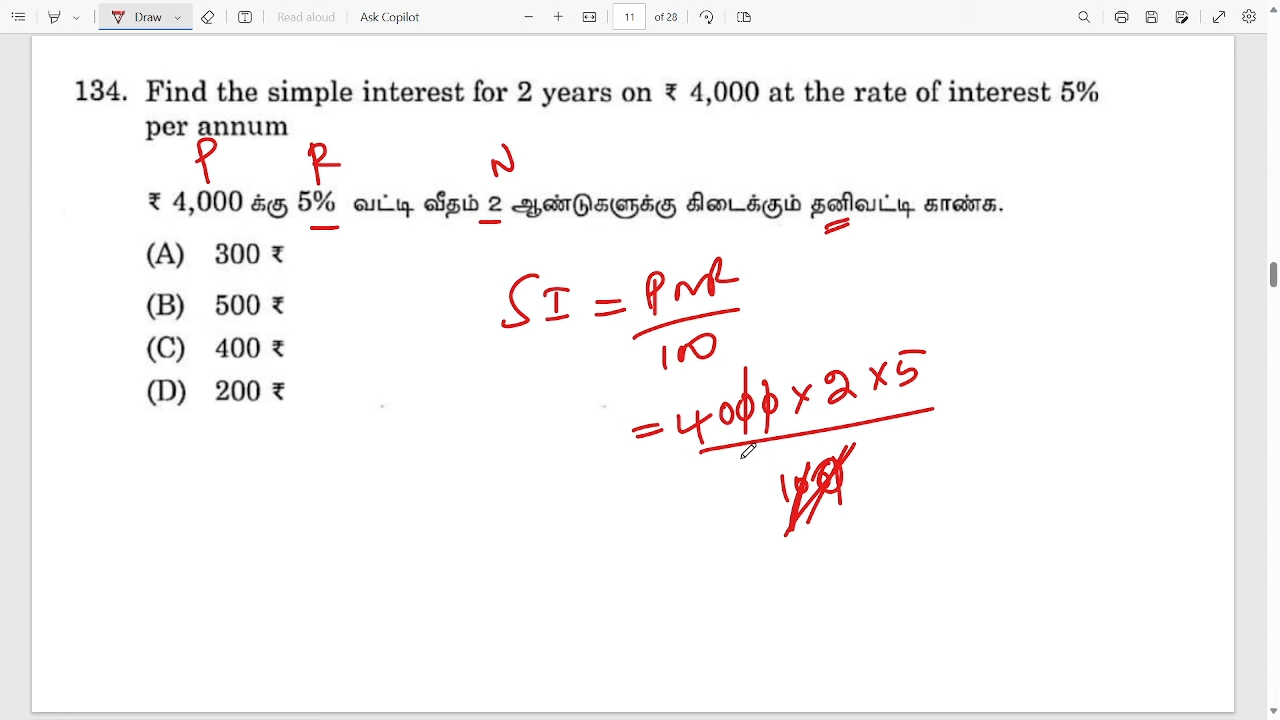 Draw
Read aloud
Ask Copilot
11
of 28
134. Find the simple interest for 2 years on ₹ 4,000 at the rate of interest 5%
per annum
P R N
₹ 4,000 க்கு 5% வட்டி வீதம் 2 ஆண்டுகளுக்கு கிடைக்கும் தனிவட்டி காண்க.
(A) 300 ₹
(B) 500 ₹
(C) 400 ₹
(D) 200 ₹
SI = PNR
100
= 4000 × 2 × 5
100